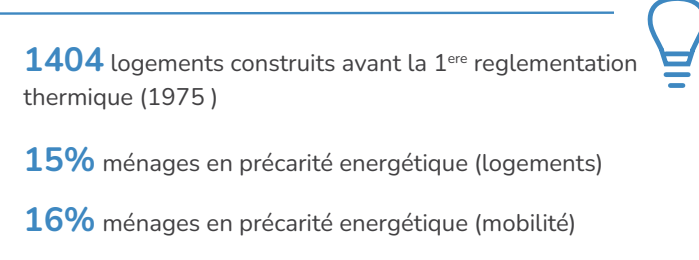 1404 logements construits avant la 1ere reglementation
thermique (1975 )
15% ménages en précarité energétique (logements)
16% ménages en précarité energétique (mobilité)